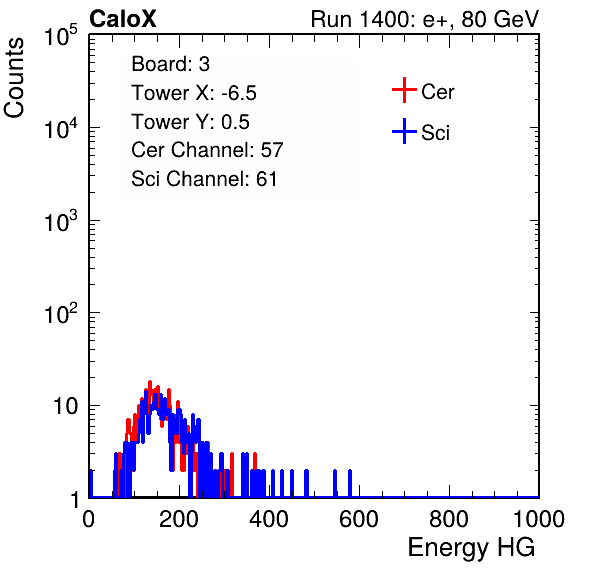 CaloX Run 1400: e+, 80 GeV
Counts
Board: 3
Tower X: -6.5
Tower Y: 0.5
Cer Channel: 57
Sci Channel: 61
Cer
Sci
10^5
10^4
10^3
10^2
10
1
0 200 400 600 800 1000
Energy HG